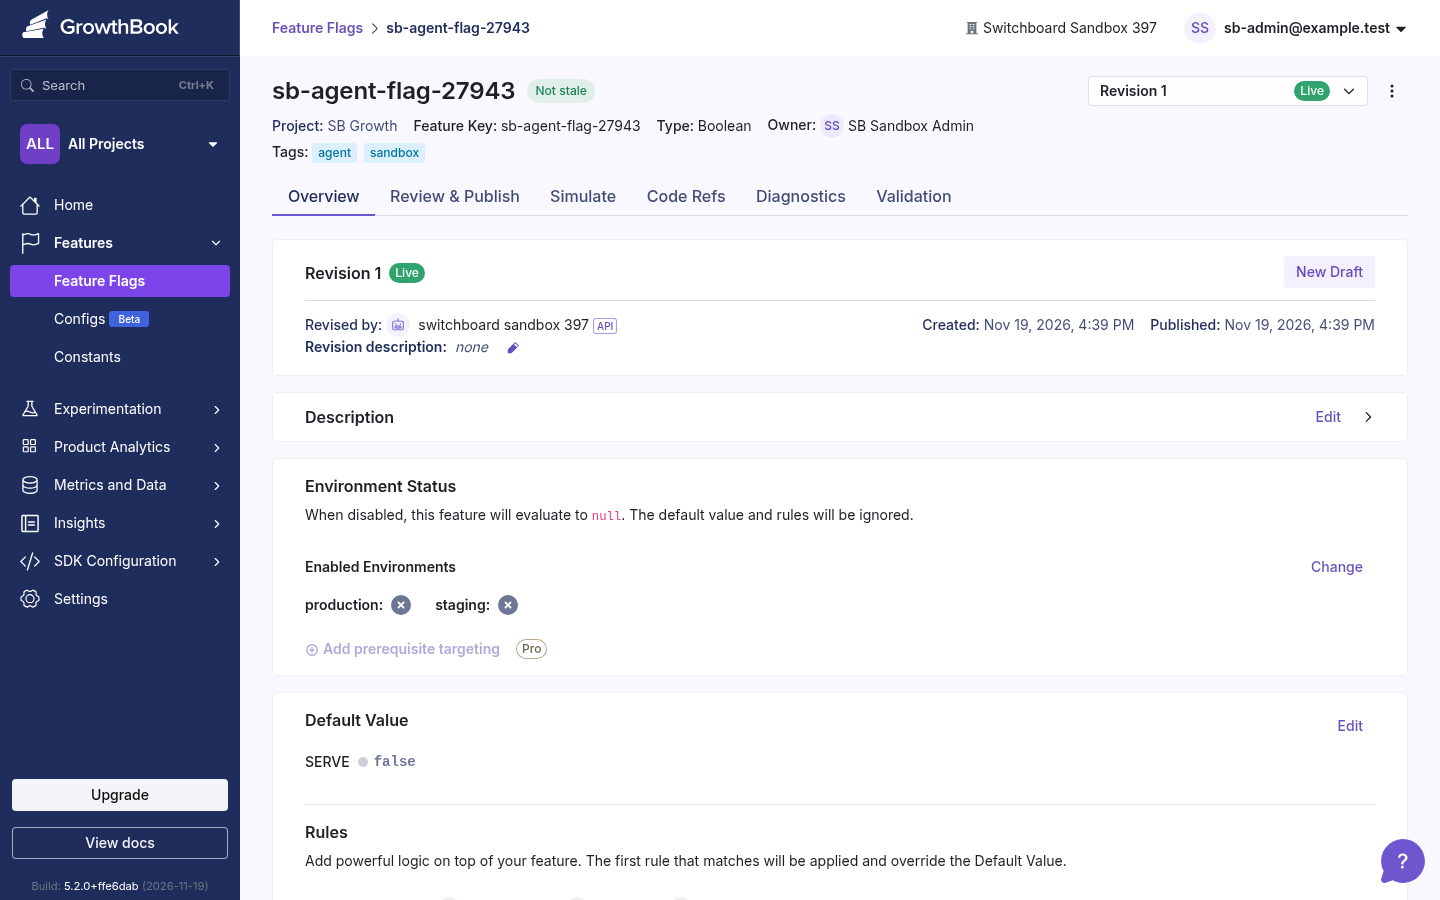 GrowthBook
Feature Flags > sb-agent-flag-27943
Switchboard Sandbox 397
SS sb-admin@example.test
Search Ctrl+K
ALL All Projects
Home
Features
Feature Flags
Configs Beta
Constants
Experimentation
Product Analytics
Metrics and Data
Insights
SDK Configuration
Settings
Upgrade
View docs
Build: 5.2.0+ffe6dab (2026-11-19)
sb-agent-flag-27943 Not stale
Revision 1 Live
Project: SB Growth Feature Key: sb-agent-flag-27943 Type: Boolean Owner: SS SB Sandbox Admin
Tags: agent sandbox
Overview Review & Publish Simulate Code Refs Diagnostics Validation
Revision 1 Live New Draft
Revised by: switchboard sandbox 397 API Created: Nov 19, 2026, 4:39 PM Published: Nov 19, 2026, 4:39 PM
Revision description: none
Description Edit
Environment Status
When disabled, this feature will evaluate to null. The default value and rules will be ignored.
Enabled Environments Change
production: staging:
Add prerequisite targeting Pro
Default Value Edit
SERVE false
Rules
Add powerful logic on top of your feature. The first rule that matches will be applied and override the Default Value.
?